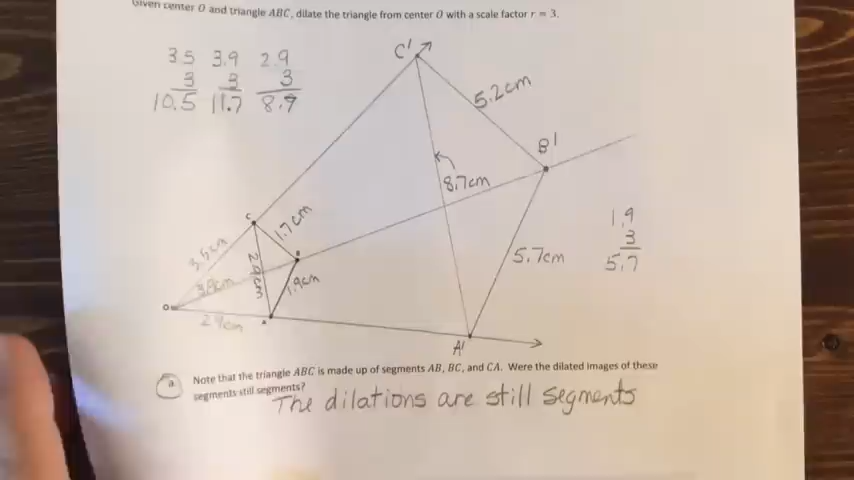 Given center O and triangle ABC, dilate the triangle from center O with a scale factor r = 3.
3.5 3.9 2.9
3 3 3
10.5 11.7 8.7
C'
5.2cm
B'
8.7cm
C
1.7cm
1.9
3
5.7
3.5cm
2.9cm
B
5.7cm
3.9cm
1.9cm
O
2.9cm
A
A'
a. Note that the triangle ABC is made up of segments AB, BC, and CA. Were the dilated images of these
segments still segments?
The dilations are still segments